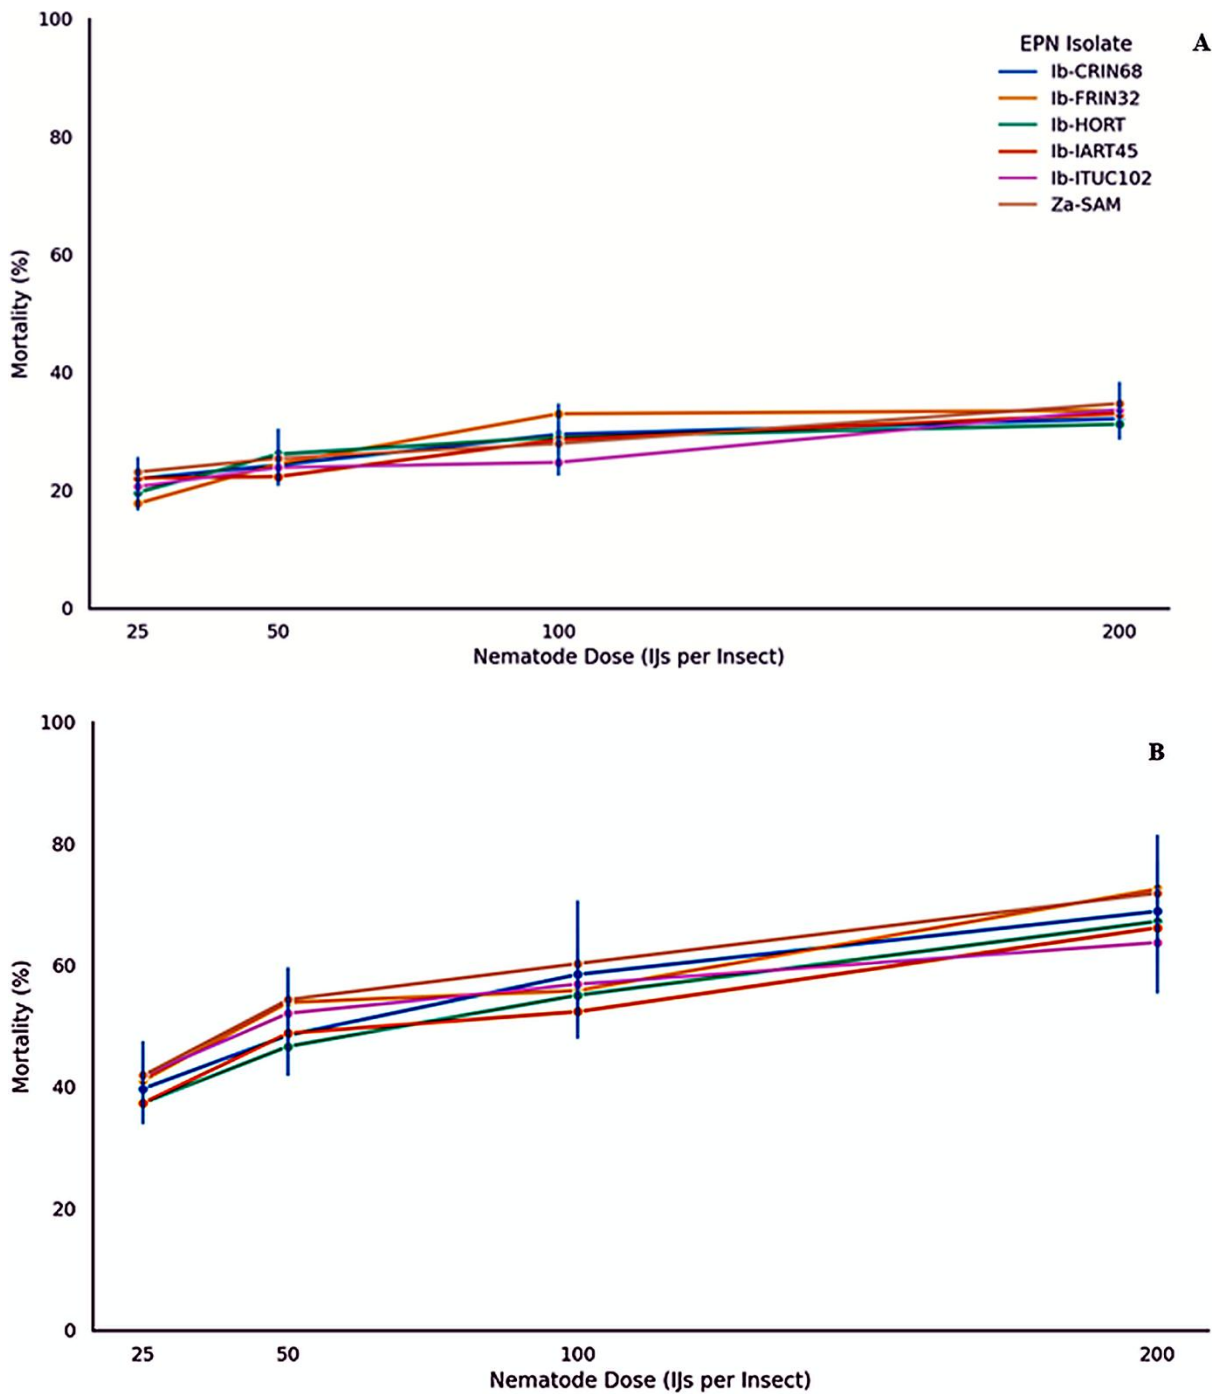 100
80
60
40
20
0
Mortality (%)
25 50 100 200
Nematode Dose (IJs per Insect)
EPN Isolate
Ib-CRIN68
Ib-FRIN32
Ib-HORT
Ib-IART45
Ib-ITUC102
Za-SAM
A
100
80
60
40
20
0
Mortality (%)
25 50 100 200
Nematode Dose (IJs per Insect)
B